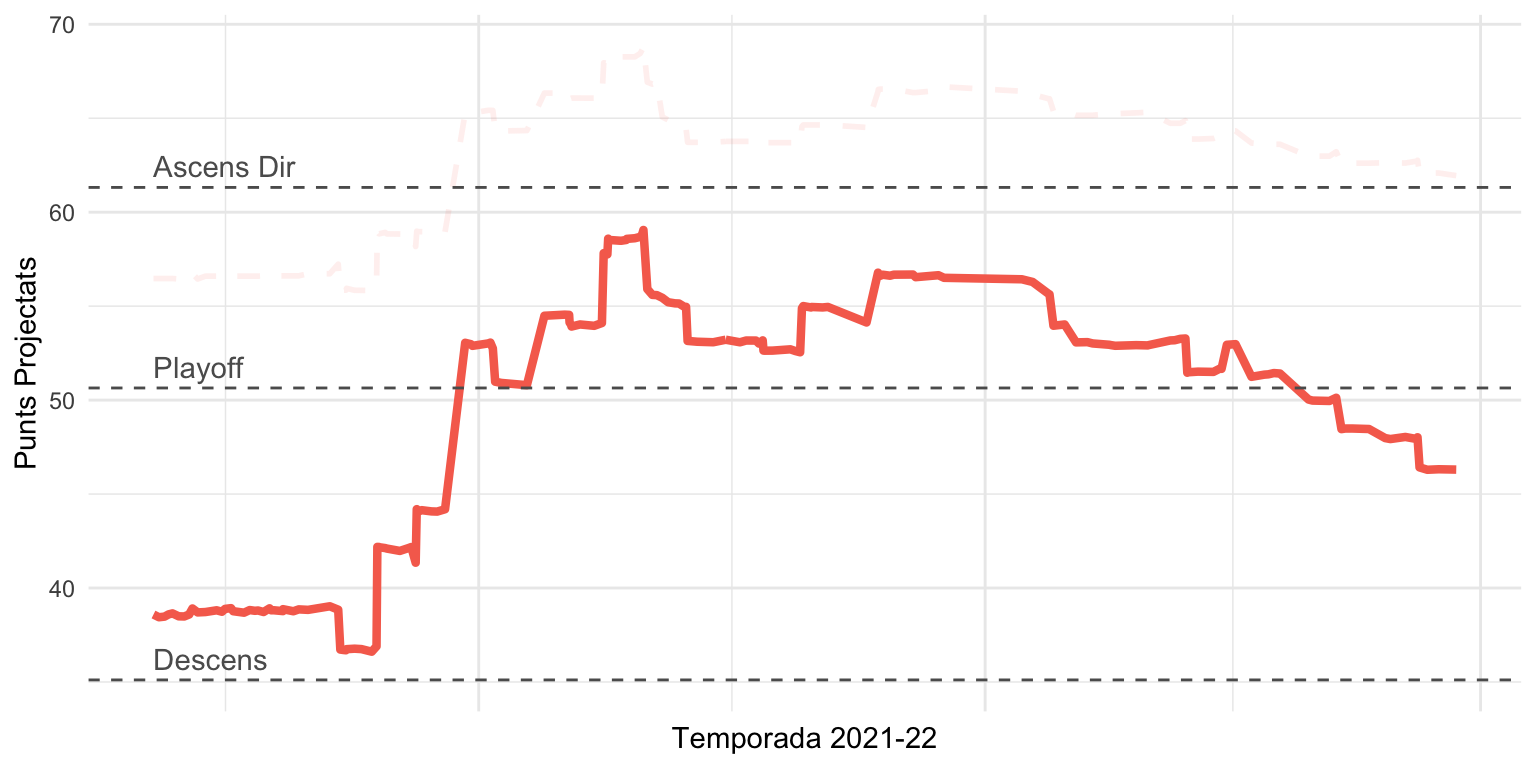 70
Ascens Dir
60
Playoff
50
40
Descens
Punts Projectats
Temporada 2021-22